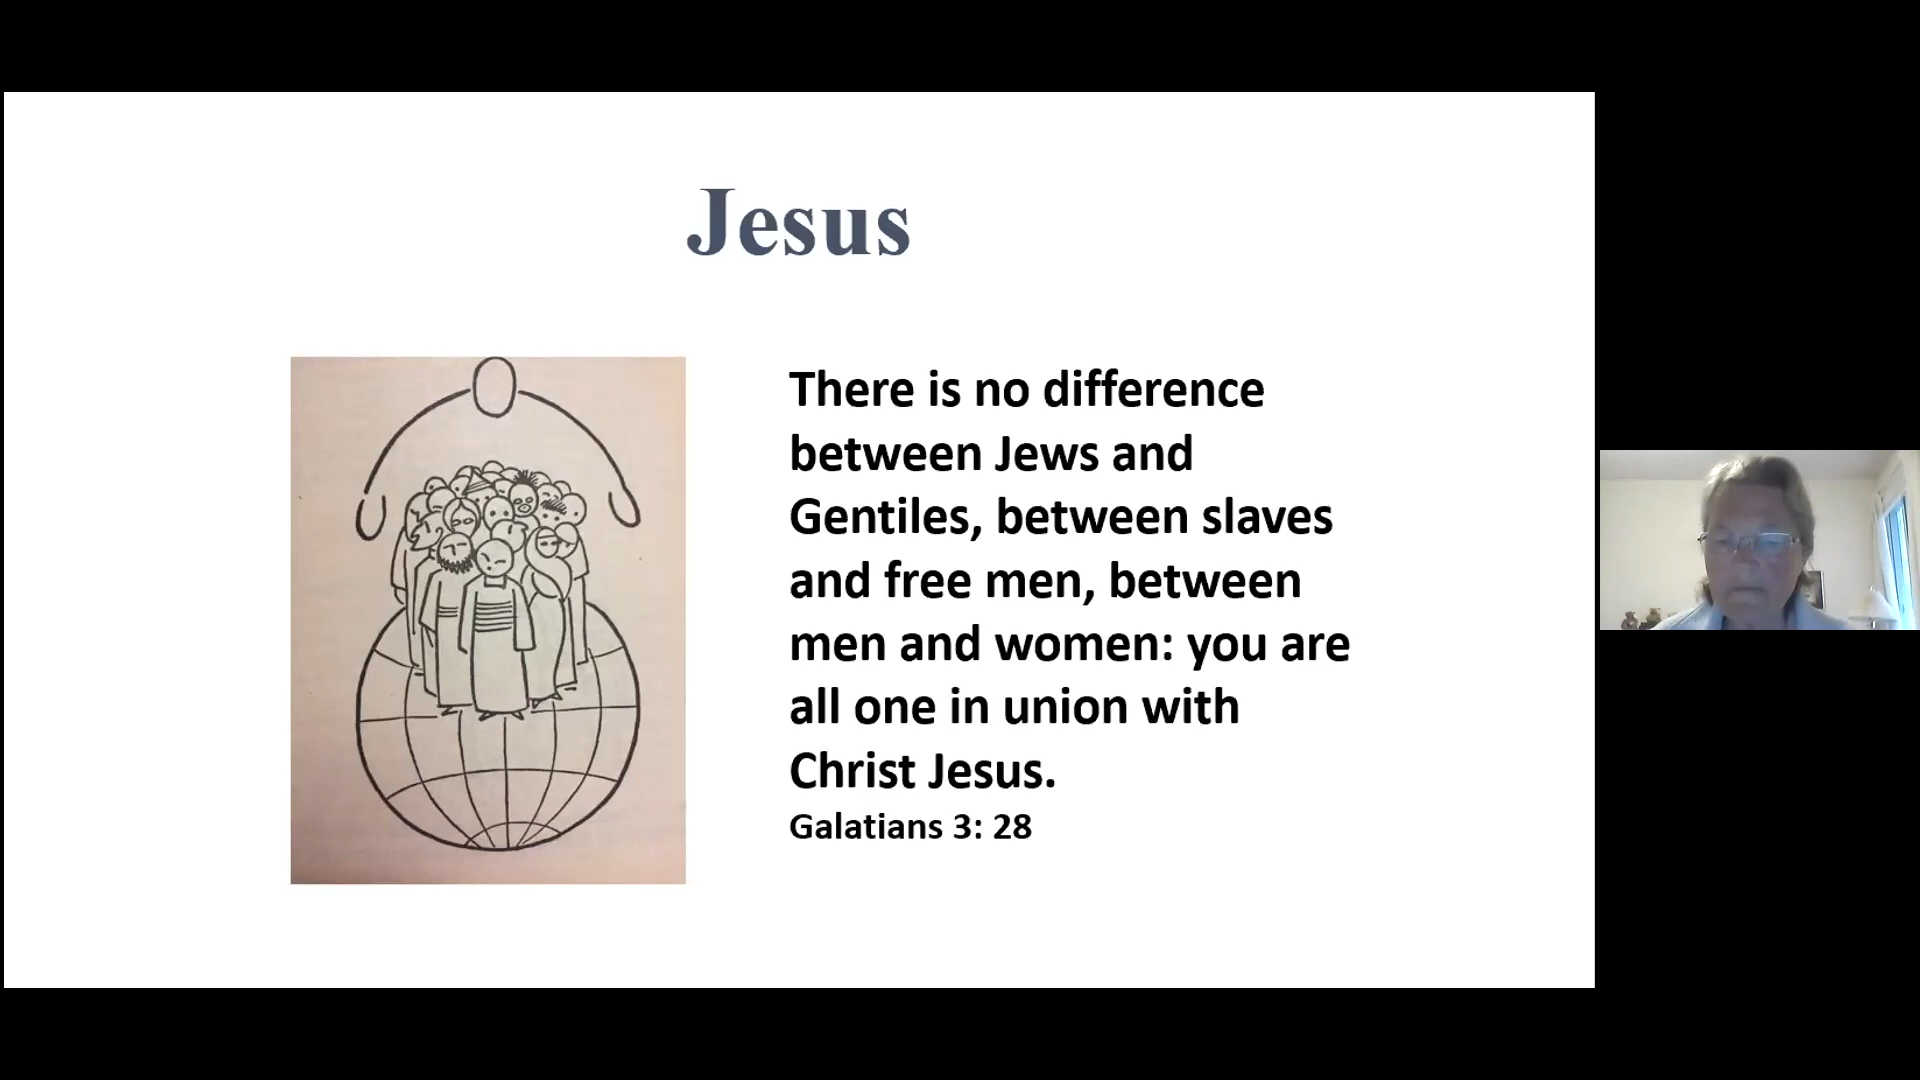 Jesus
There is no difference
between Jews and
Gentiles, between slaves
and free men, between
men and women: you are
all one in union with
Christ Jesus.
Galatians 3: 28